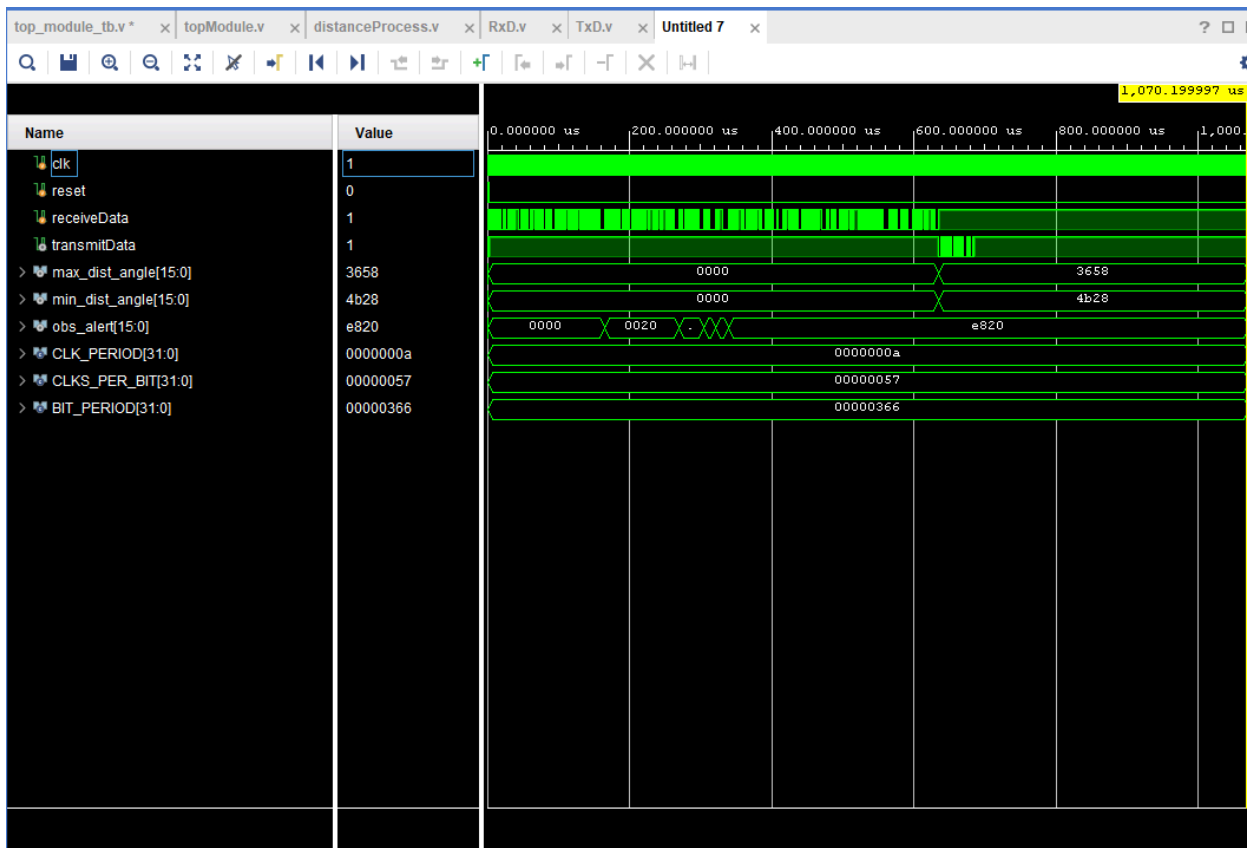 top_module_tb.v * × topModule.v × distanceProcess.v × RxD.v × TxD.v × Untitled 7 × ?
1,070.199997 us
Name Value 0.000000 us 200.000000 us 400.000000 us 600.000000 us 800.000000 us 1,000.
clk 1
reset 0
receiveData 1
transmitData 1
max_dist_angle[15:0] 3658 0000 3658
min_dist_angle[15:0] 4b28 0000 4b28
obs_alert[15:0] e820 0000 0020 . e820
CLK_PERIOD[31:0] 0000000a 0000000a
CLKS_PER_BIT[31:0] 00000057 00000057
BIT_PERIOD[31:0] 00000366 00000366